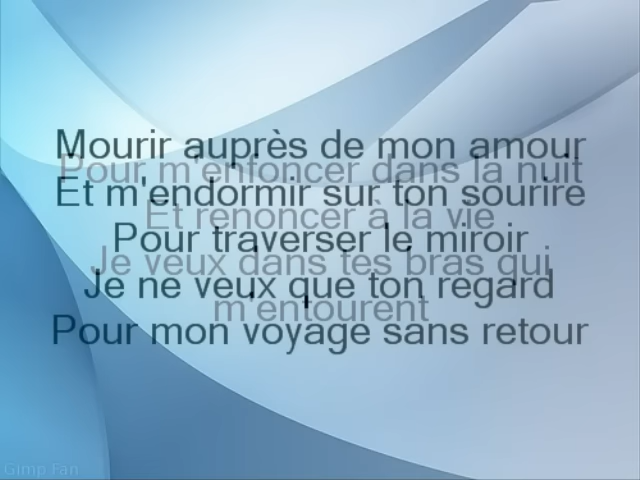 Mourir auprès de mon amour
Pour m'enfoncer dans la nuit
Et m'endormir sur ton sourire
Et renoncer à la vie
Pour traverser le miroir
Je veux dans tes bras qui
Je ne veux que ton regard
m'entourent
Pour mon voyage sans retour
Gimp Fan